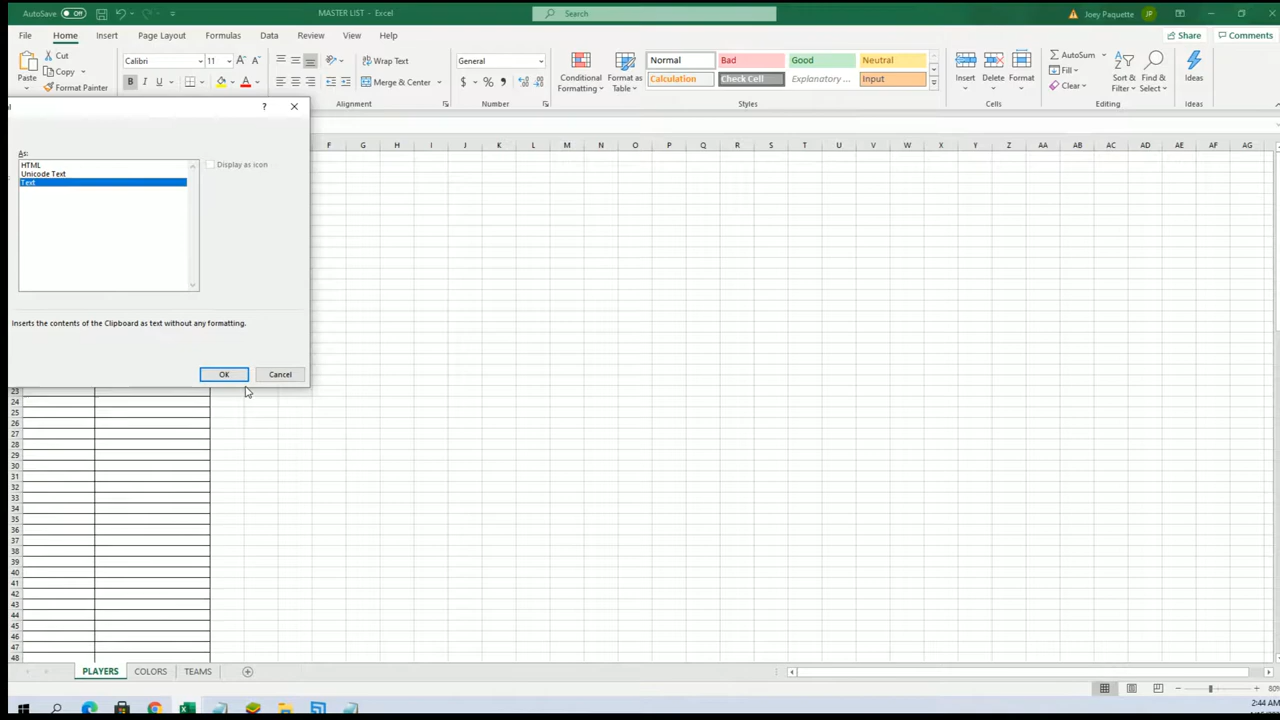 AutoSave Off MASTER LIST - Excel Search Joey Paquette JP
File Home Insert Page Layout Formulas Data Review View Help Share Comments
Paste Cut Copy Format Painter
Calibri 11 B I U
Wrap Text Merge & Center Alignment
General $ % Number
Conditional Formatting Format as Table
Normal Bad Good Neutral
Calculation Check Cell Explanatory ... Input
Styles
Insert Delete Format Cells
AutoSum Fill Clear Sort & Filter Find & Select Editing
Ideas Ideas
F G H I J K L M N O P Q R S T U V W X Y Z AA AB AC AD AE AF AG
?
As:
HTML
Unicode Text
Text
Display as icon
Inserts the contents of the Clipboard as text without any formatting.
OK Cancel
23
24
25
26
27
28
29
30
31
32
33
34
35
36
37
38
39
40
41
42
43
44
45
46
47
48
PLAYERS COLORS TEAMS
80%
2:44 AM